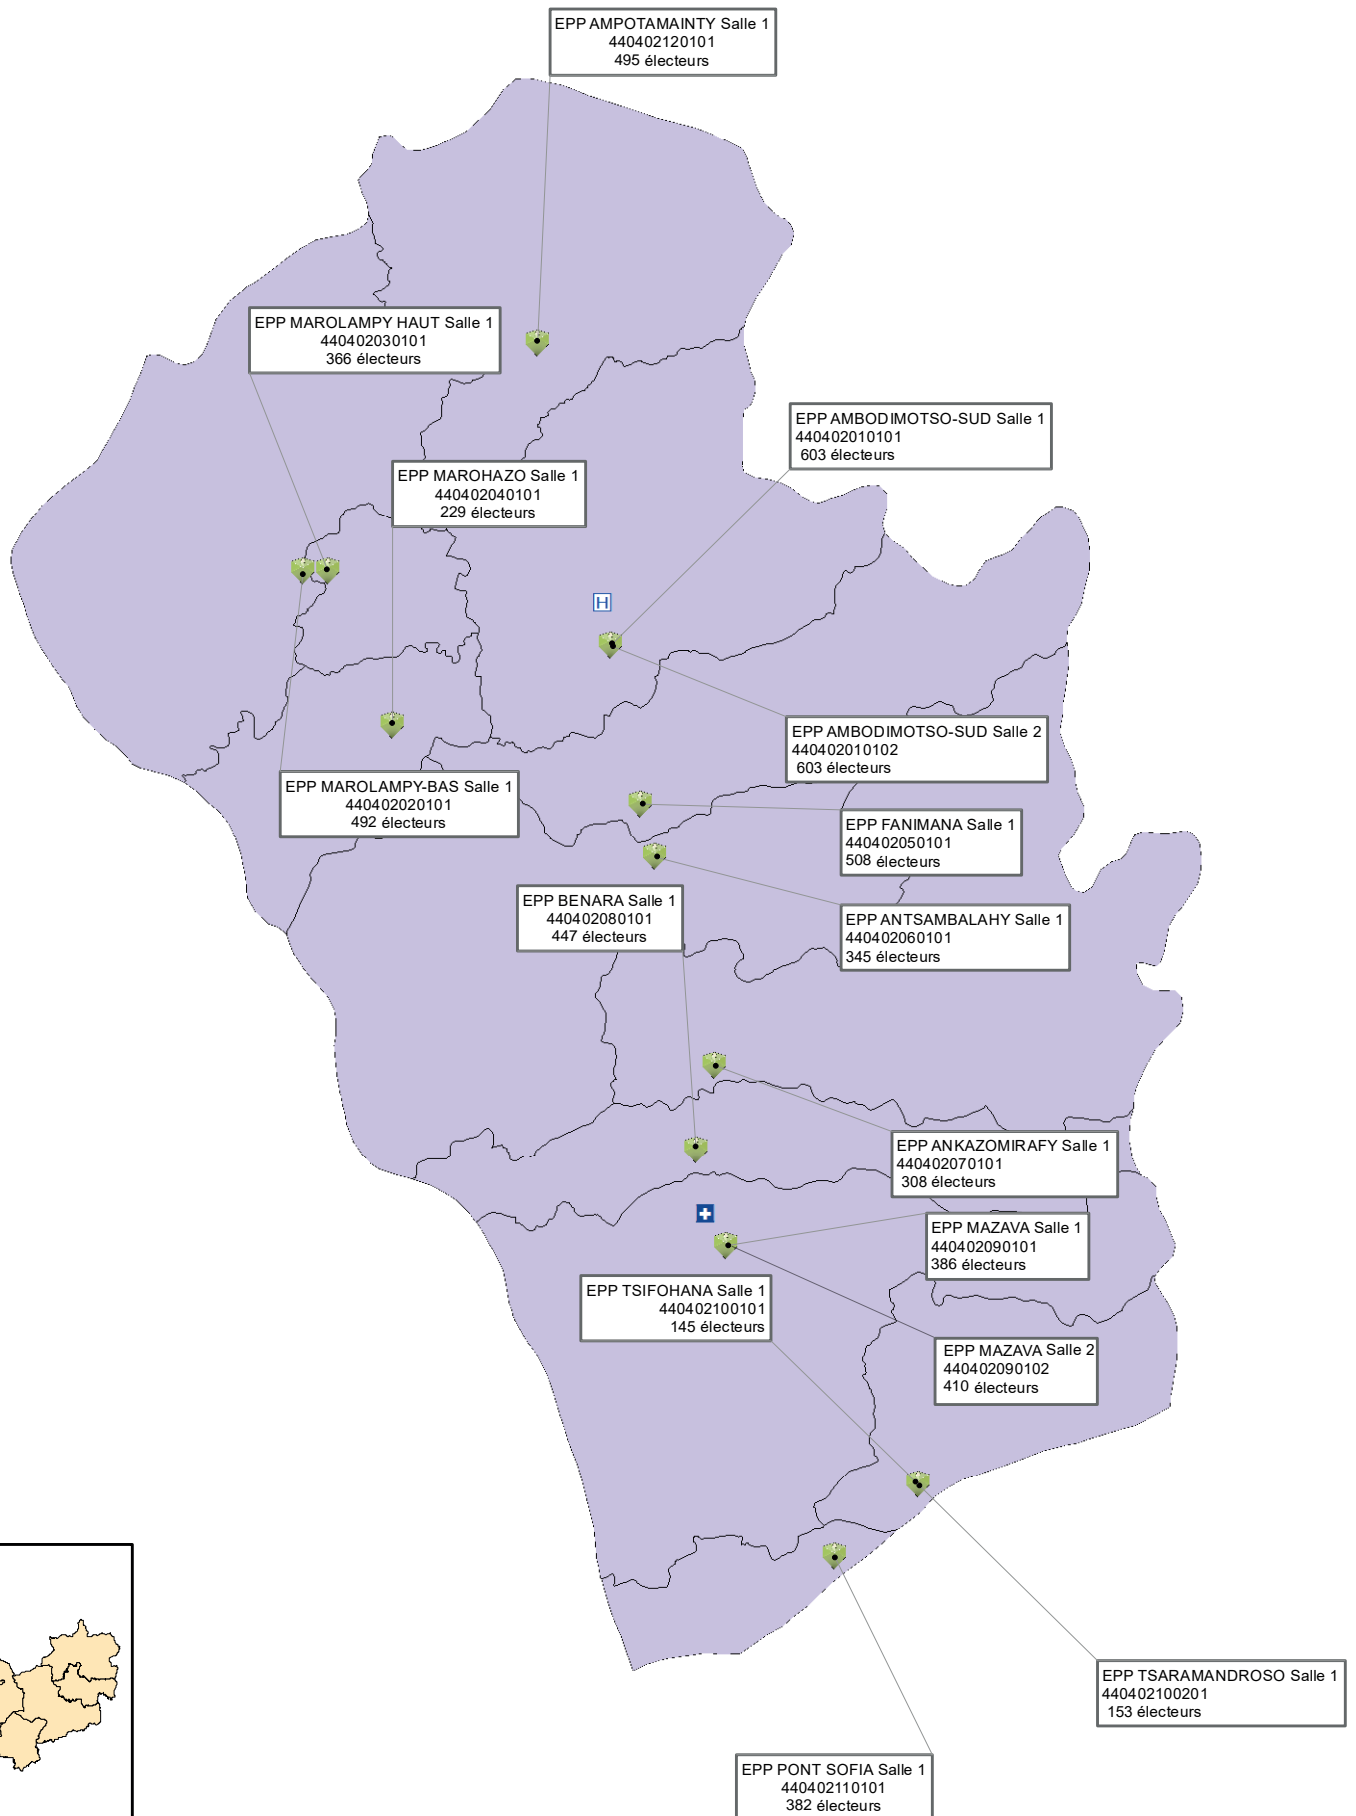 EPP AMPOTAMAINTY Salle 1
440402120101
495 électeurs
EPP MAROLAMPY HAUT Salle 1
440402030101
366 électeurs
EPP AMBODIMOTSO-SUD Salle 1
440402010101
603 électeurs
EPP MAROHAZO Salle 1
440402040101
229 électeurs
H
EPP AMBODIMOTSO-SUD Salle 2
440402010102
603 électeurs
EPP MAROLAMPY-BAS Salle 1
440402020101
492 électeurs
EPP FANIMANA Salle 1
440402050101
508 électeurs
EPP BENARA Salle 1
440402080101
447 électeurs
EPP ANTSAMBALAHY Salle 1
440402060101
345 électeurs
EPP ANKAZOMIRAFY Salle 1
440402070101
308 électeurs
EPP MAZAVA Salle 1
440402090101
386 électeurs
EPP TSIFOHANA Salle 1
440402100101
145 électeurs
EPP MAZAVA Salle 2
440402090102
410 électeurs
EPP TSARAMANDROSO Salle 1
440402100201
153 électeurs
EPP PONT SOFIA Salle 1
440402110101
382 électeurs